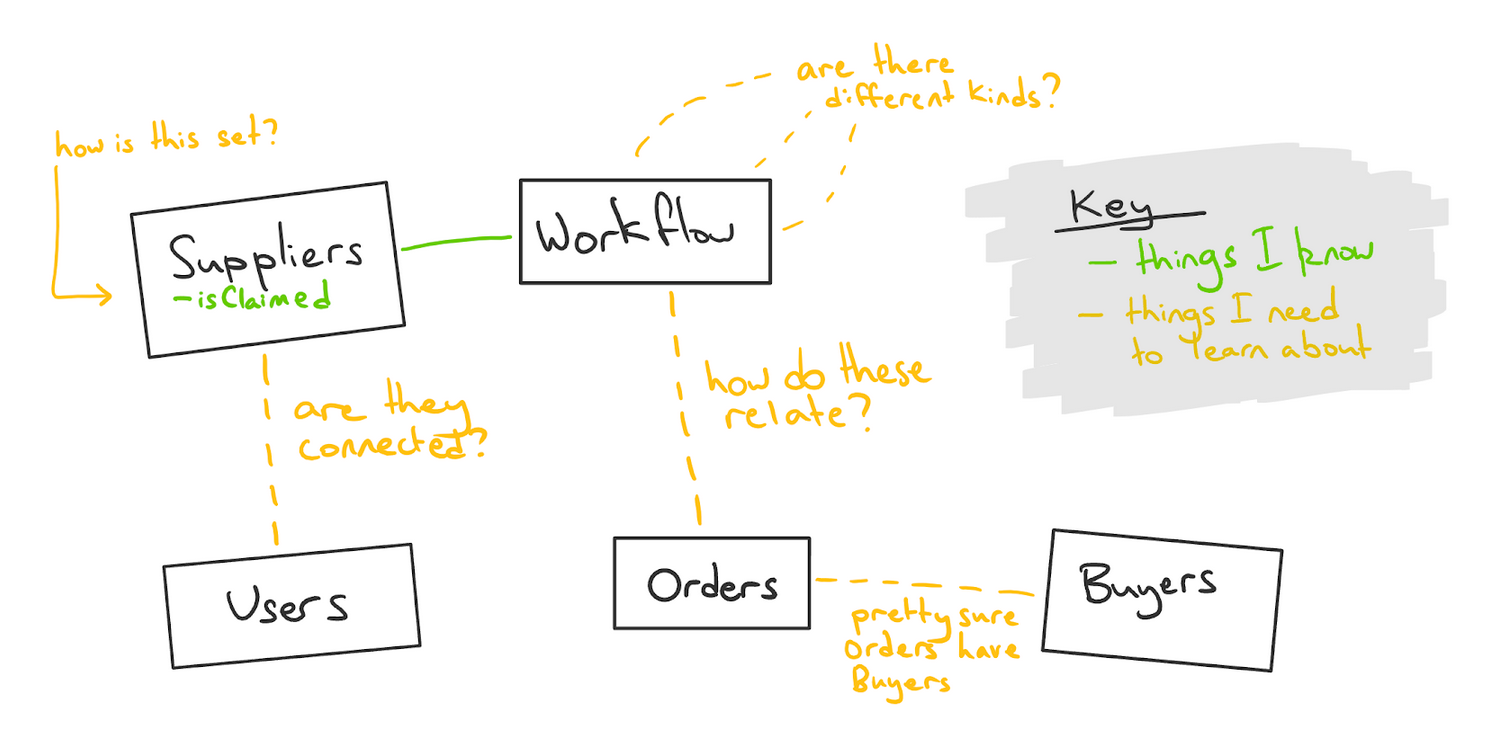 are there
different kinds?
how is this set?
Suppliers
- isClaimed
Workflow
Key
- things I know
- things I need
to learn about
are they
connected?
how do these
relate?
Users
Orders
Buyers
pretty sure
orders have
Buyers